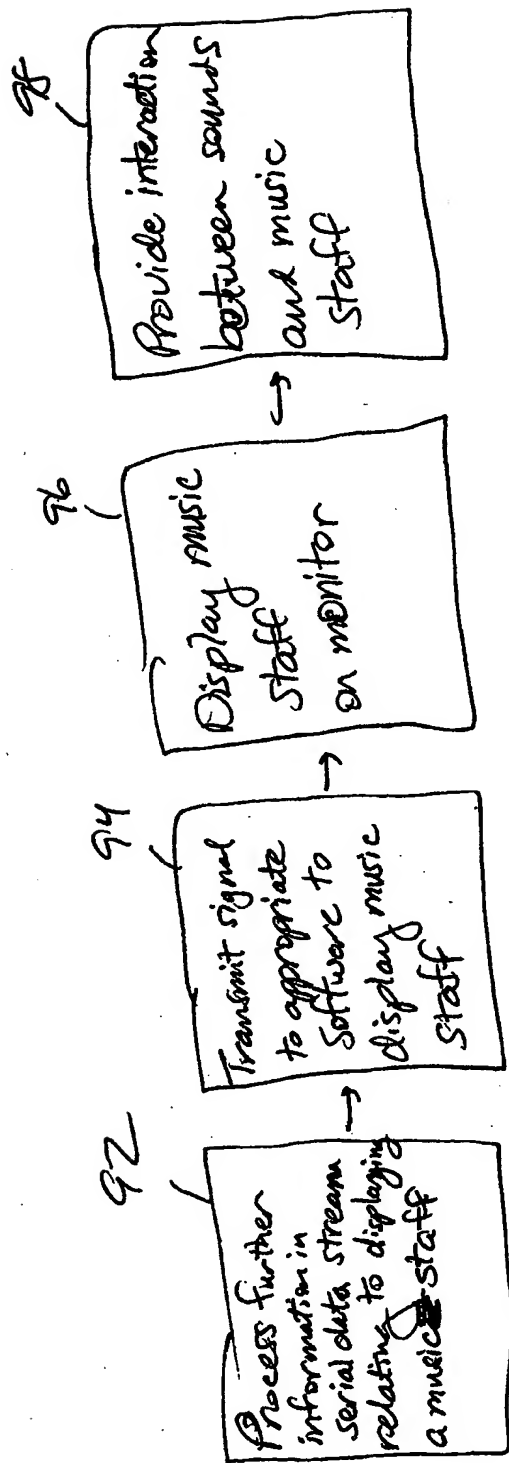 92
Process further
information in
serial data stream
relating to displaying
a music staff
→
94
Transmit signal
to appropriate
software to
display music
staff
→
96
Display music
staff
on monitor
→
98
Provide interaction
between sounds
and music
staff